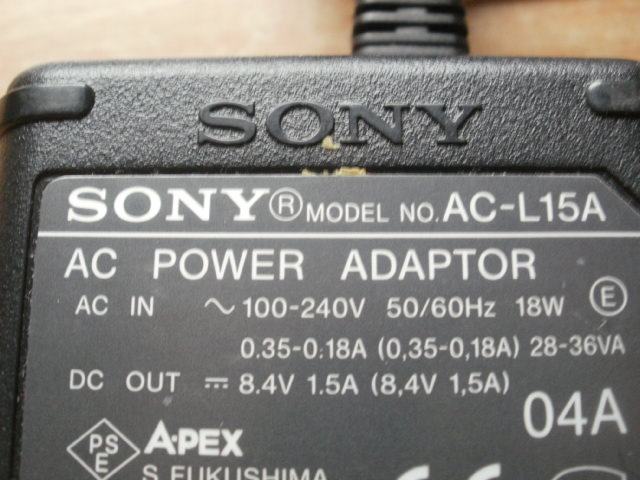 SONY
SONY® MODEL NO. AC-L15A
AC POWER ADAPTOR
AC IN ~ 100-240V 50/60Hz 18W E
0.35-0.18A (0,35-0,18A) 28-36VA
DC OUT ⎓ 8.4V 1.5A (8,4V 1,5A)
04A
PSE A-PEX
S.FUKUSHIMA
CE